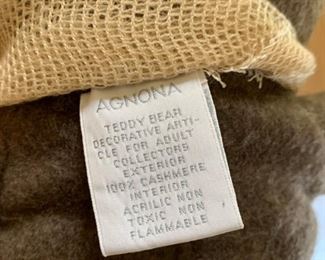 AGNONA
TEDDY BEAR
DECORATIVE ARTI-
CLE FOR ADULT
COLLECTORS
EXTERIOR
100% CASHMERE
INTERIOR
ACRILIC NON
TOXIC NON
FLAMMABLE